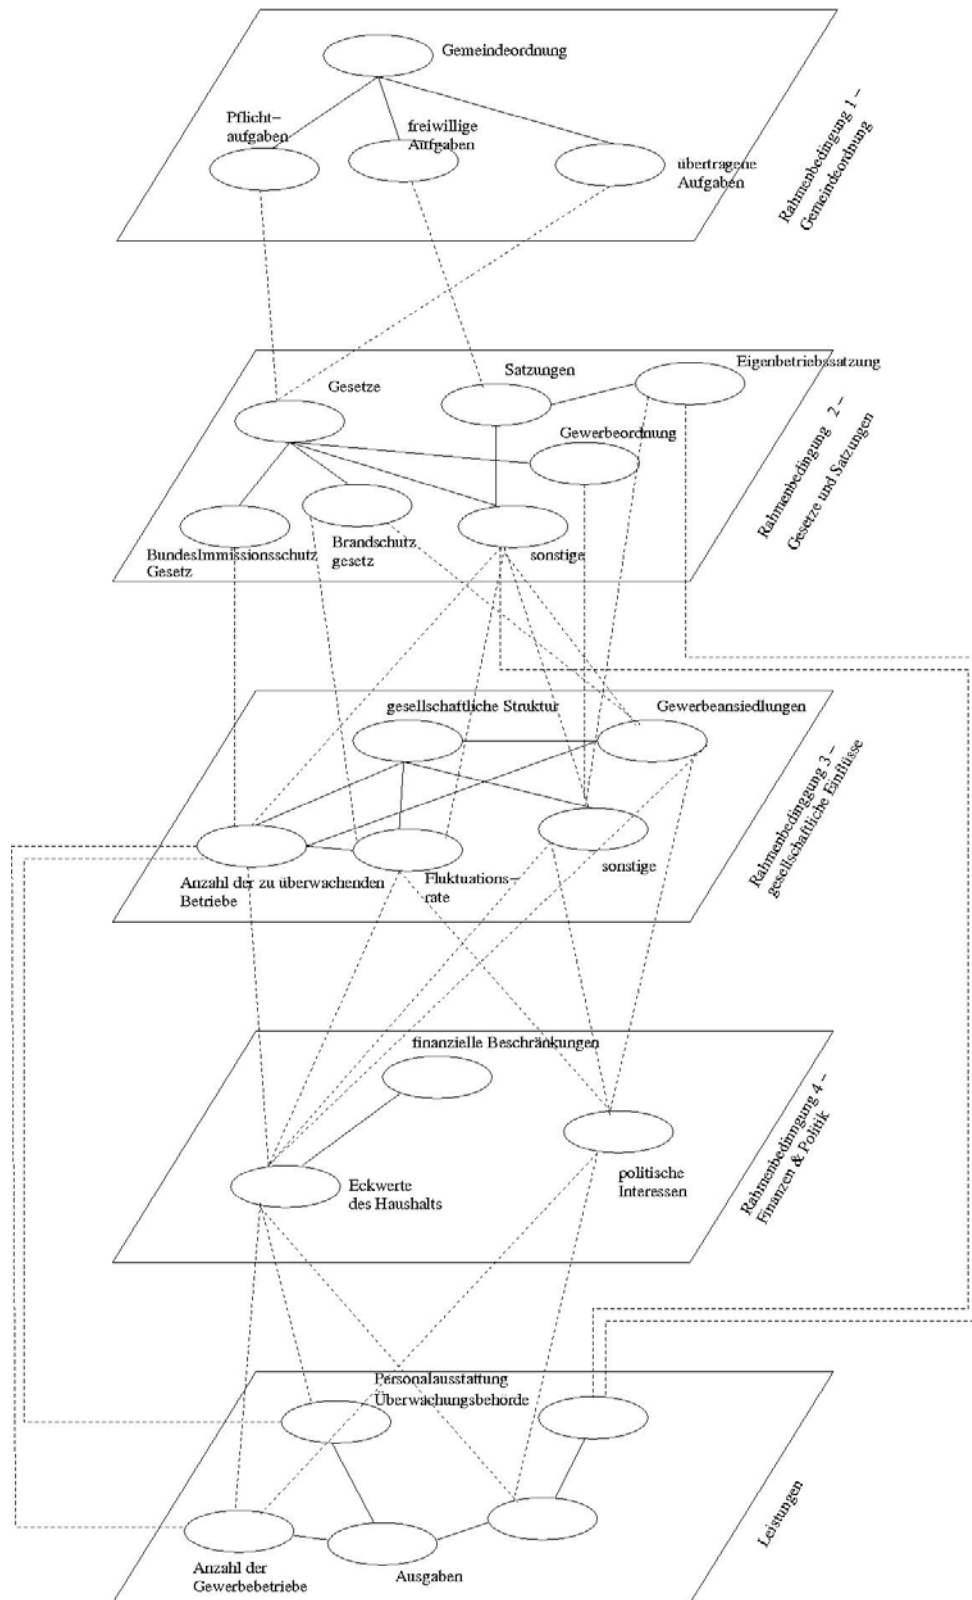 Gemeindeordnung
Pflicht–
aufgaben
freiwillige
Aufgaben
übertragene
Aufgaben
Rahmenbedingung 1 –
Gemeindeordnung
Eigenbetriebssatzung
Satzungen
Gesetze
Gewerbeordnung
BundesImmissionsschutz
Gesetz
Brandschutz
gesetz
sonstige
Rahmenbedingung 2 –
Gesetze und Satzungen
gesellschaftliche Struktur
Gewerbeansiedlungen
Anzahl der zu überwachenden
Betriebe
Fluktuations–
rate
sonstige
Rahmenbedinggung 3 –
gesellschaftliche Einflüsse
finanzielle Beschränkungen
Eckwerte
des Haushalts
politische
Interessen
Rahmenbedinngung 4 –
Finanzen & Politik
Personalausstattung
Überwachungsbehörde
Anzahl der
Gewerbebetriebe
Ausgaben
Leistungen